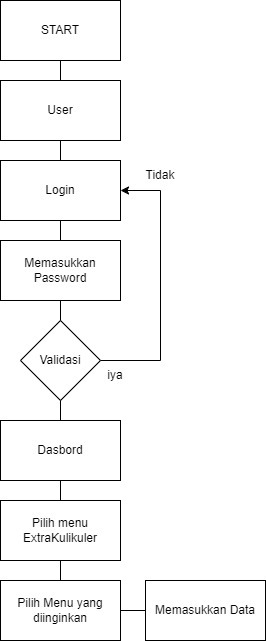 START
User
Tidak
Login
Memasukkan
Password
Validasi
iya
Dasbord
Pilih menu
ExtraKulikuler
Pilih Menu yang
diinginkan
Memasukkan Data